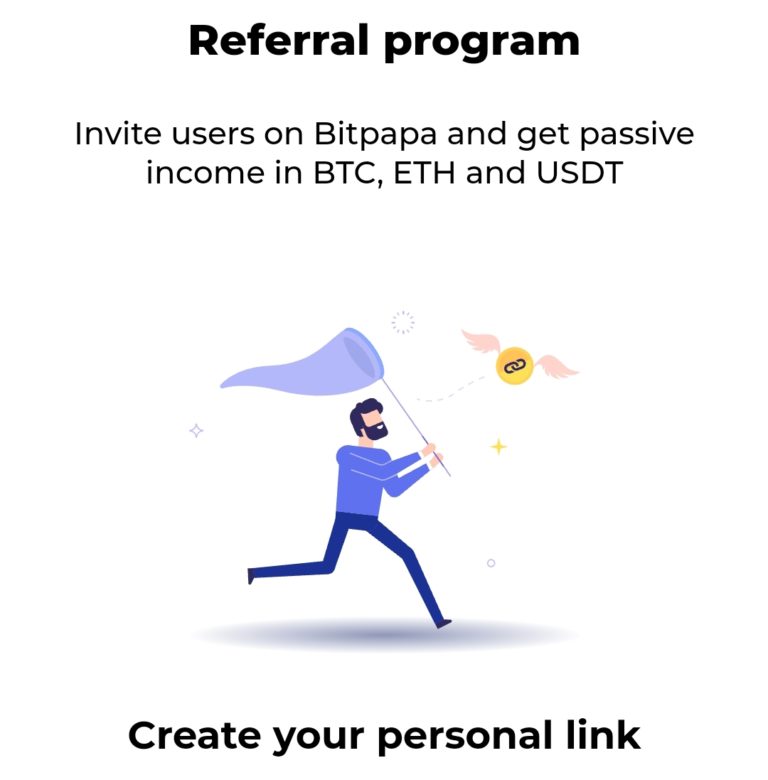 Referral program
Invite users on Bitpapa and get passive
income in BTC, ETH and USDT
Create your personal link